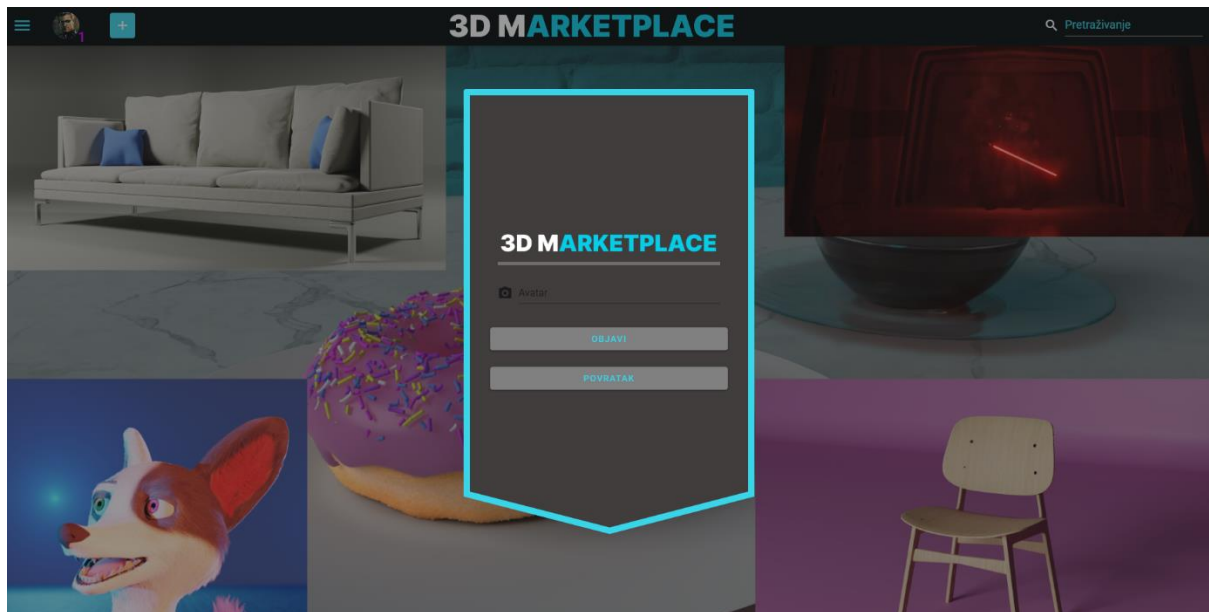 1
+
3D MARKETPLACE
Pretraživanje
3D MARKETPLACE
Avatar
OBJAVI
POVRATAK